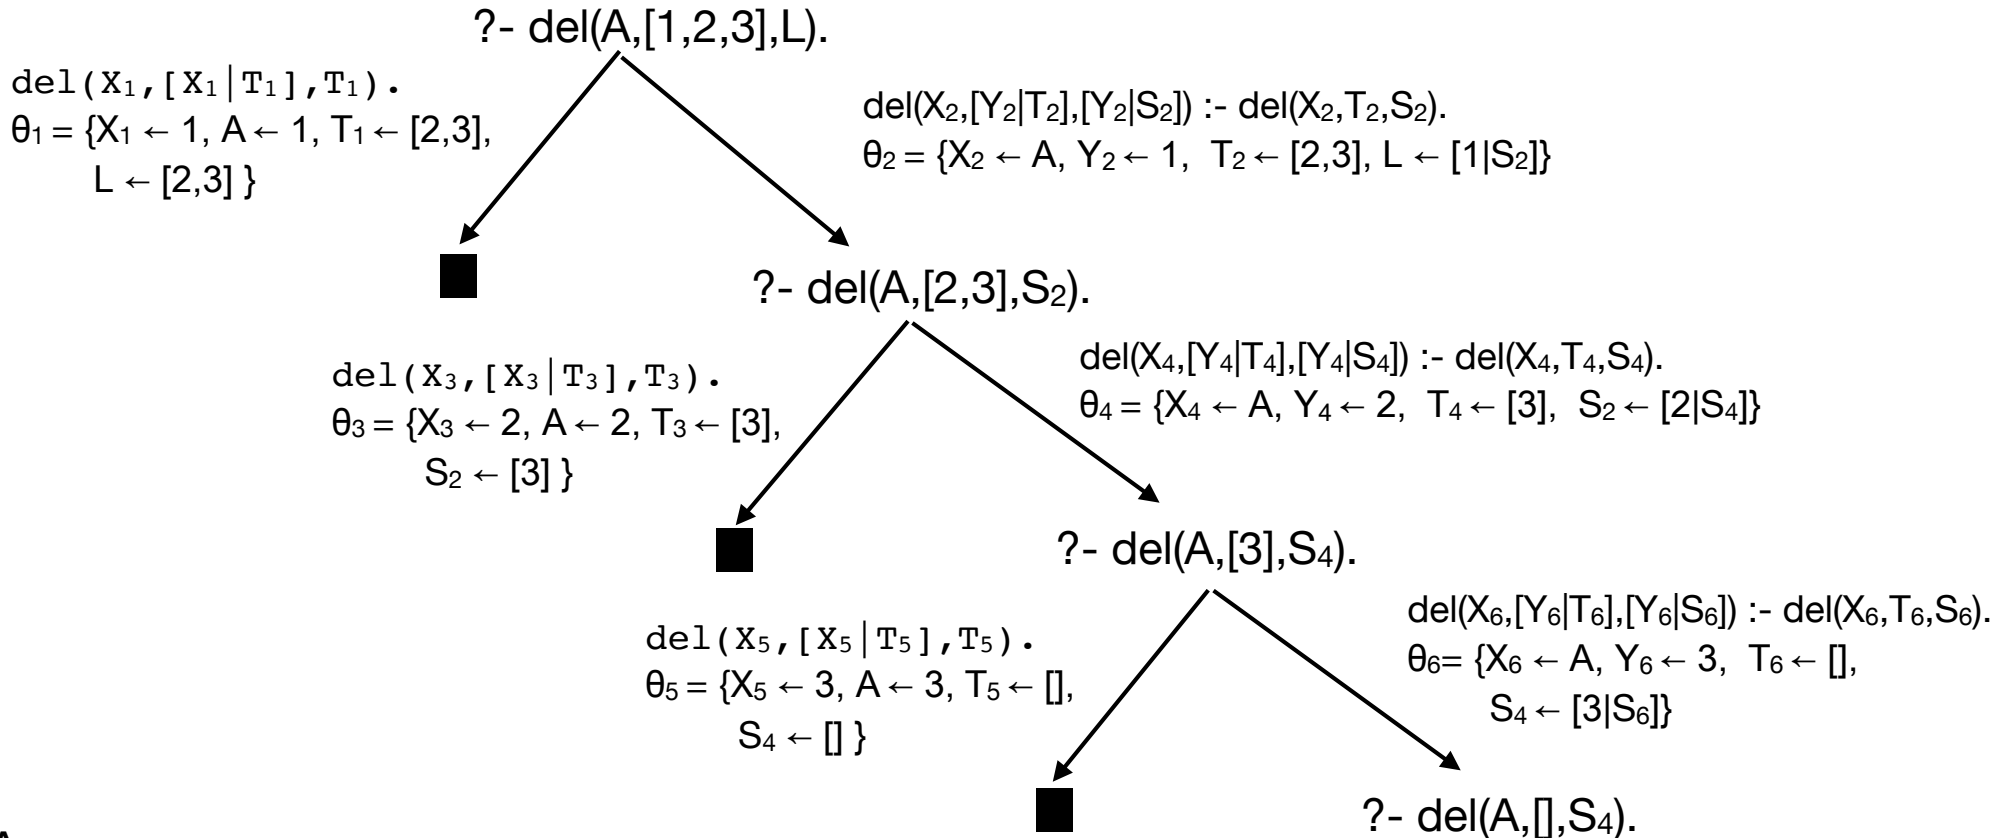 ?- del(A,[1,2,3],L).
del(X₁,[X₁|T₁],T₁).
θ₁ = {X₁ ← 1, A ← 1, T₁ ← [2,3],
L ← [2,3] }
del(X₂,[Y₂|T₂],[Y₂|S₂]) :- del(X₂,T₂,S₂).
θ₂ = {X₂ ← A, Y₂ ← 1, T₂ ← [2,3], L ← [1|S₂]}
?- del(A,[2,3],S₂).
del(X₃,[X₃|T₃],T₃).
θ₃ = {X₃ ← 2, A ← 2, T₃ ← [3],
S₂ ← [3] }
del(X₄,[Y₄|T₄],[Y₄|S₄]) :- del(X₄,T₄,S₄).
θ₄ = {X₄ ← A, Y₄ ← 2, T₄ ← [3], S₂ ← [2|S₄]}
?- del(A,[3],S₄).
del(X₅,[X₅|T₅],T₅).
θ₅ = {X₅ ← 3, A ← 3, T₅ ← [],
S₄ ← [] }
del(X₆,[Y₆|T₆],[Y₆|S₆]) :- del(X₆,T₆,S₆).
θ₆= {X₆ ← A, Y₆ ← 3, T₆ ← [],
S₄ ← [3|S₆]}
?- del(A,[],S₄).